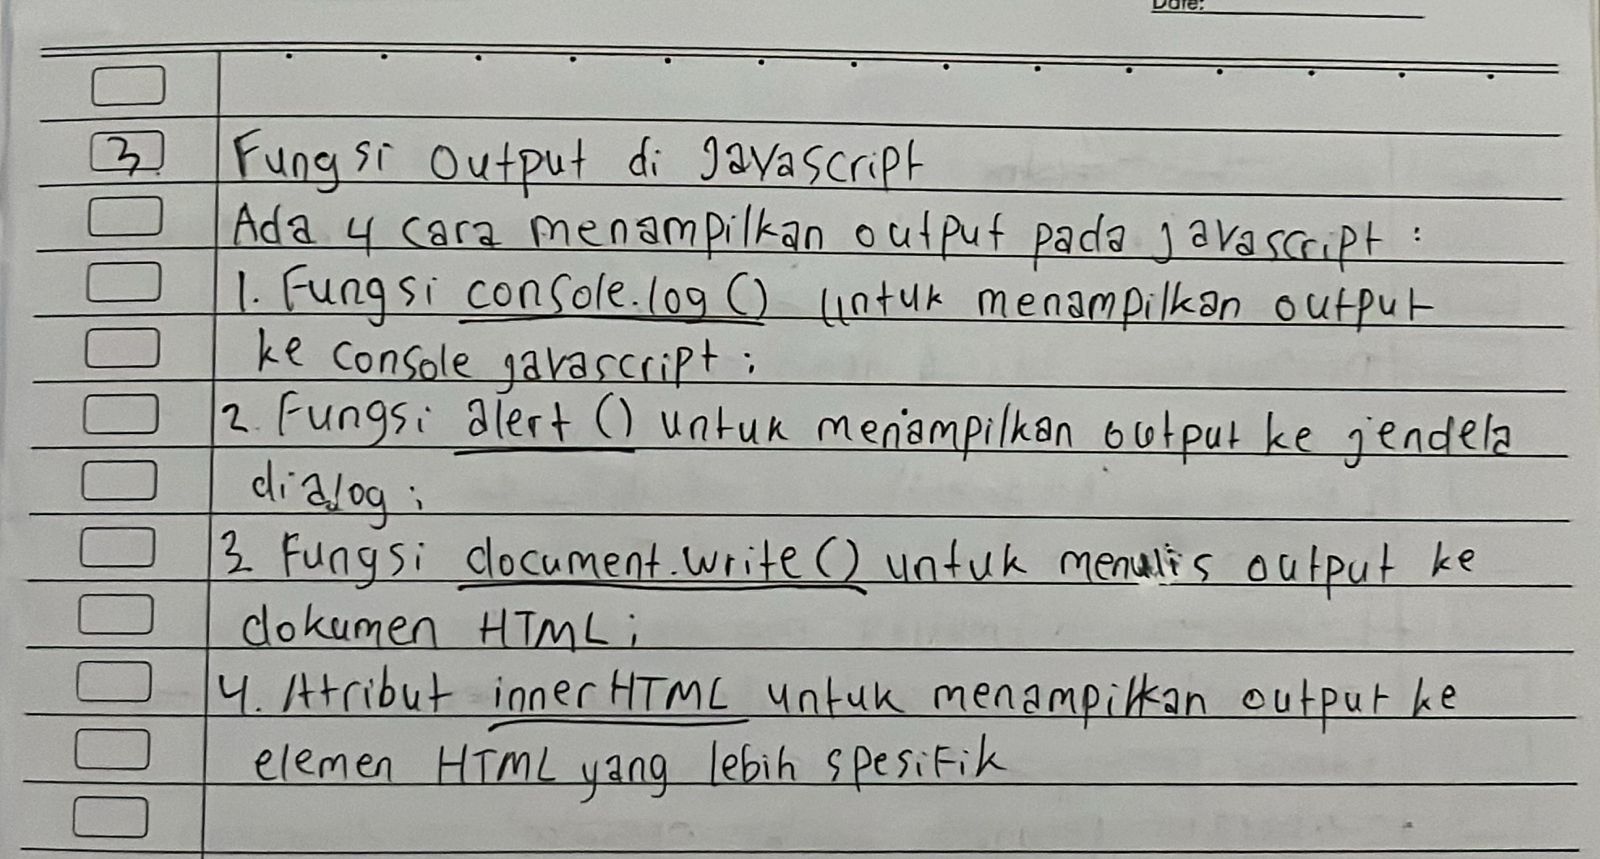 Date:
3 Fungsi Output di Javascript
Ada 4 cara menampilkan output pada javascript :
1. Fungsi console.log () untuk menampilkan output
ke console javascript ;
2. Fungsi alert () untuk menampilkan output ke jendela
dialog ;
3 Fungsi document.write () untuk menulis output ke
dokumen HTML ;
4. Atribut innerHTML untuk menampilkan output ke
elemen HTML yang lebih spesifik